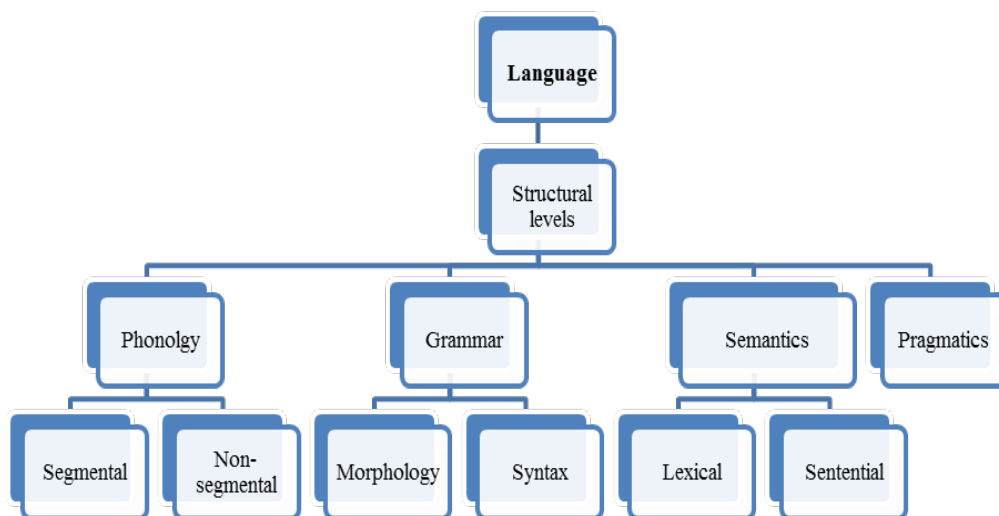 Language
Structural
levels
Phonolgy
Grammar
Semantics
Pragmatics
Segmental
Non-
segmental
Morphology
Syntax
Lexical
Sentential